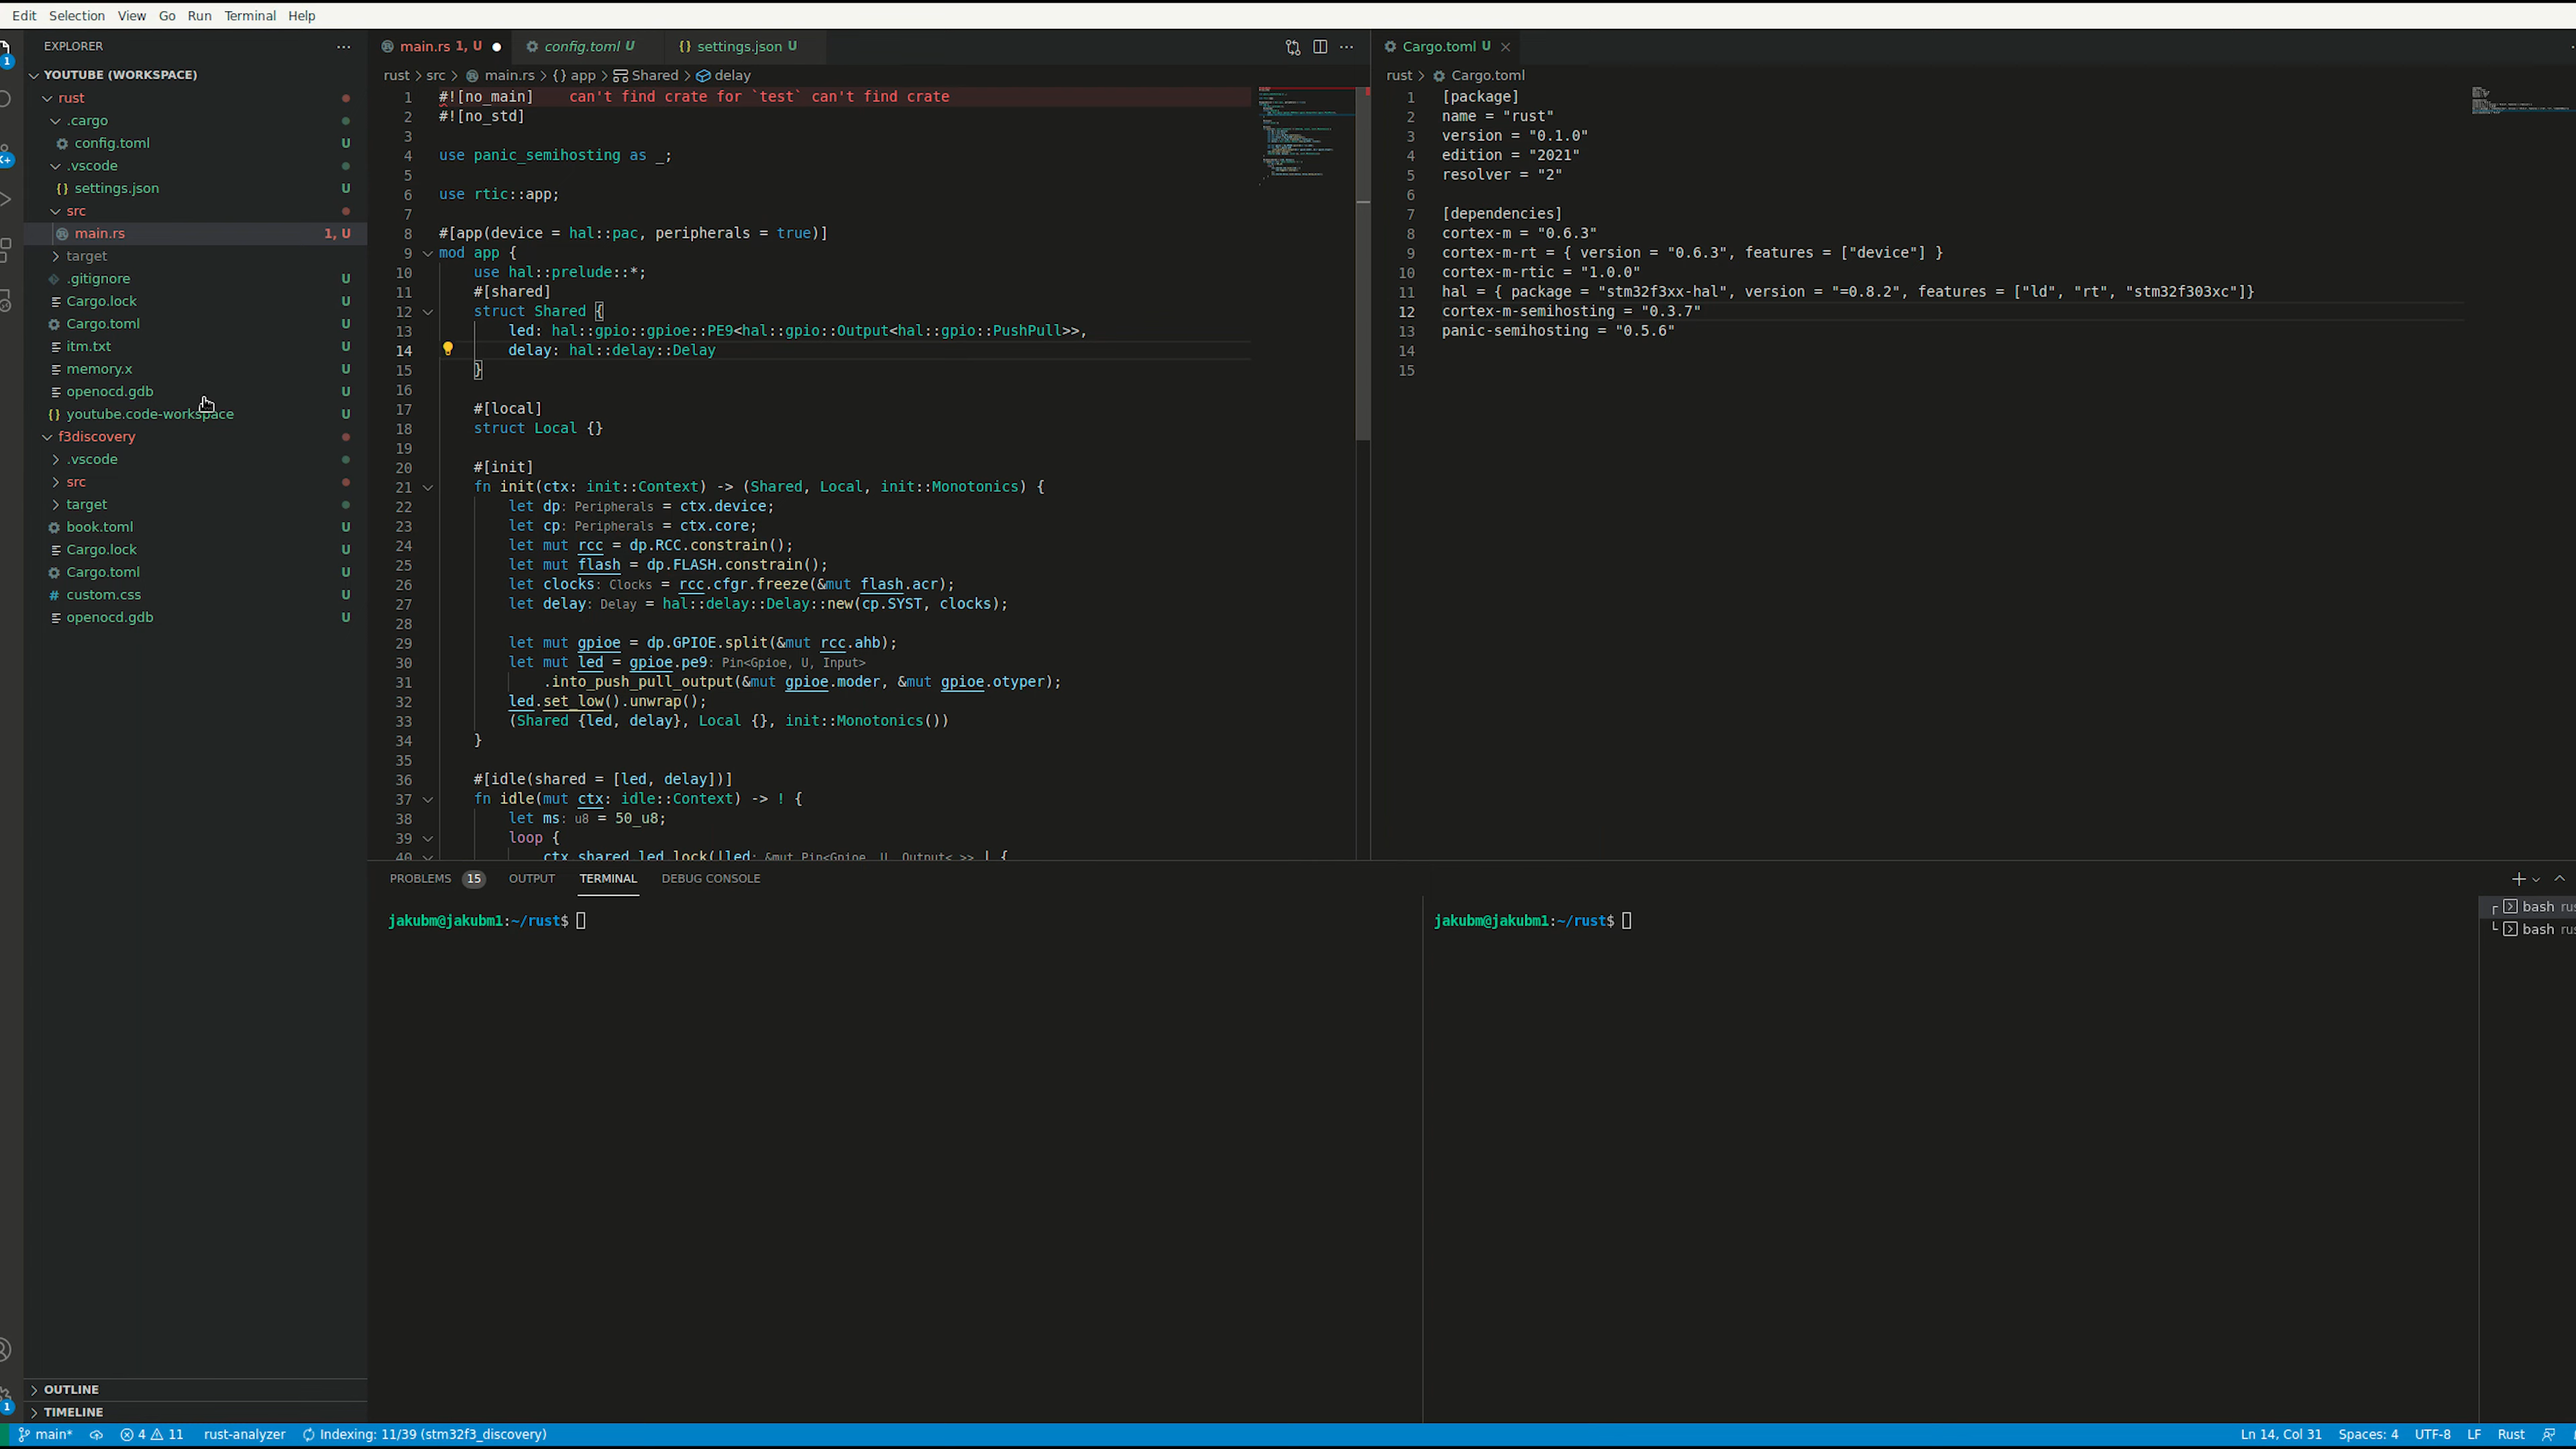 Edit Selection View Go Run Terminal Help
EXPLORER
YOUTUBE (WORKSPACE)
rust
.cargo
config.toml U
.vscode
settings.json U
src
main.rs 1, U
target
.gitignore U
Cargo.lock U
Cargo.toml U
itm.txt U
memory.x U
openocd.gdb U
youtube.code-workspace U
f3discovery
.vscode
src
target
book.toml U
Cargo.lock U
Cargo.toml U
custom.css U
openocd.gdb U
OUTLINE
TIMELINE
main.rs 1, U config.toml U settings.json U
rust > src > main.rs > {} app > Shared > delay
1 #![no_main] can't find crate for `test` can't find crate
2 #![no_std]
3
4 use panic_semihosting as _;
5
6 use rtic::app;
7
8 #[app(device = hal::pac, peripherals = true)]
9 mod app {
10 use hal::prelude::*;
11 #[shared]
12 struct Shared {
13 led: hal::gpio::gpioe::PE9<hal::gpio::Output<hal::gpio::PushPull>>,
14 delay: hal::delay::Delay
15 }
16
17 #[local]
18 struct Local {}
19
20 #[init]
21 fn init(ctx: init::Context) -> (Shared, Local, init::Monotonics) {
22 let dp: Peripherals = ctx.device;
23 let cp: Peripherals = ctx.core;
24 let mut rcc = dp.RCC.constrain();
25 let mut flash = dp.FLASH.constrain();
26 let clocks: Clocks = rcc.cfgr.freeze(&mut flash.acr);
27 let delay: Delay = hal::delay::Delay::new(cp.SYST, clocks);
28
29 let mut gpioe = dp.GPIOE.split(&mut rcc.ahb);
30 let mut led = gpioe.pe9: Pin<Gpioe, U, Input>
31 .into_push_pull_output(&mut gpioe.moder, &mut gpioe.otyper);
32 led.set_low().unwrap();
33 (Shared {led, delay}, Local {}, init::Monotonics())
34 }
35
36 #[idle(shared = [led, delay])]
37 fn idle(mut ctx: idle::Context) -> ! {
38 let ms: u8 = 50_u8;
39 loop {
40 ctx.shared.led.lock(|led: &mut Pin<Gpioe, U, Output<_>> | {
Cargo.toml U
rust > Cargo.toml
1 [package]
2 name = "rust"
3 version = "0.1.0"
4 edition = "2021"
5 resolver = "2"
6
7 [dependencies]
8 cortex-m = "0.6.3"
9 cortex-m-rt = { version = "0.6.3", features = ["device"] }
10 cortex-m-rtic = "1.0.0"
11 hal = { package = "stm32f3xx-hal", version = "=0.8.2", features = ["ld", "rt", "stm32f303xc"]}
12 cortex-m-semihosting = "0.3.7"
13 panic-semihosting = "0.5.6"
14
15
PROBLEMS 15 OUTPUT TERMINAL DEBUG CONSOLE
jakubm@jakubm1:~/rust$
jakubm@jakubm1:~/rust$
bash rus
bash rus
main* 4 11 rust-analyzer Indexing: 11/39 (stm32f3_discovery) Ln 14, Col 31 Spaces: 4 UTF-8 LF Rust